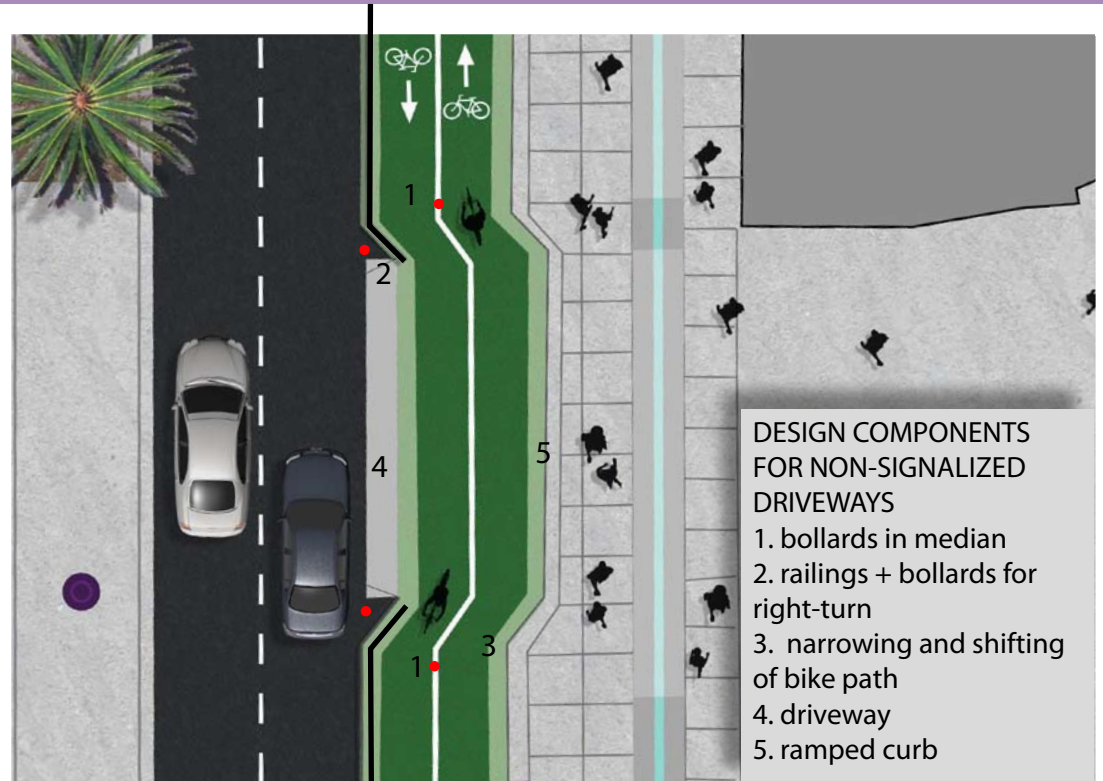 1
2
5
4
3
1
DESIGN COMPONENTS
FOR NON-SIGNALIZED
DRIVEWAYS
1. bollards in median
2. railings + bollards for
right-turn
3. narrowing and shifting
of bike path
4. driveway
5. ramped curb